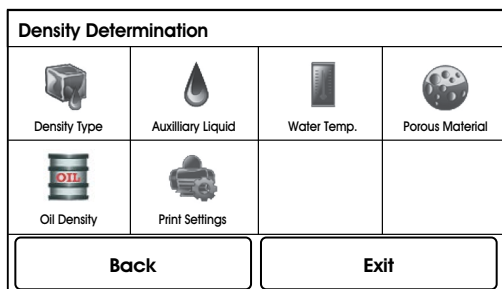 Density Determination
Density Type Auxilliary Liquid Water Temp. Porous Material
OIL
Oil Density Print Settings
Back Exit